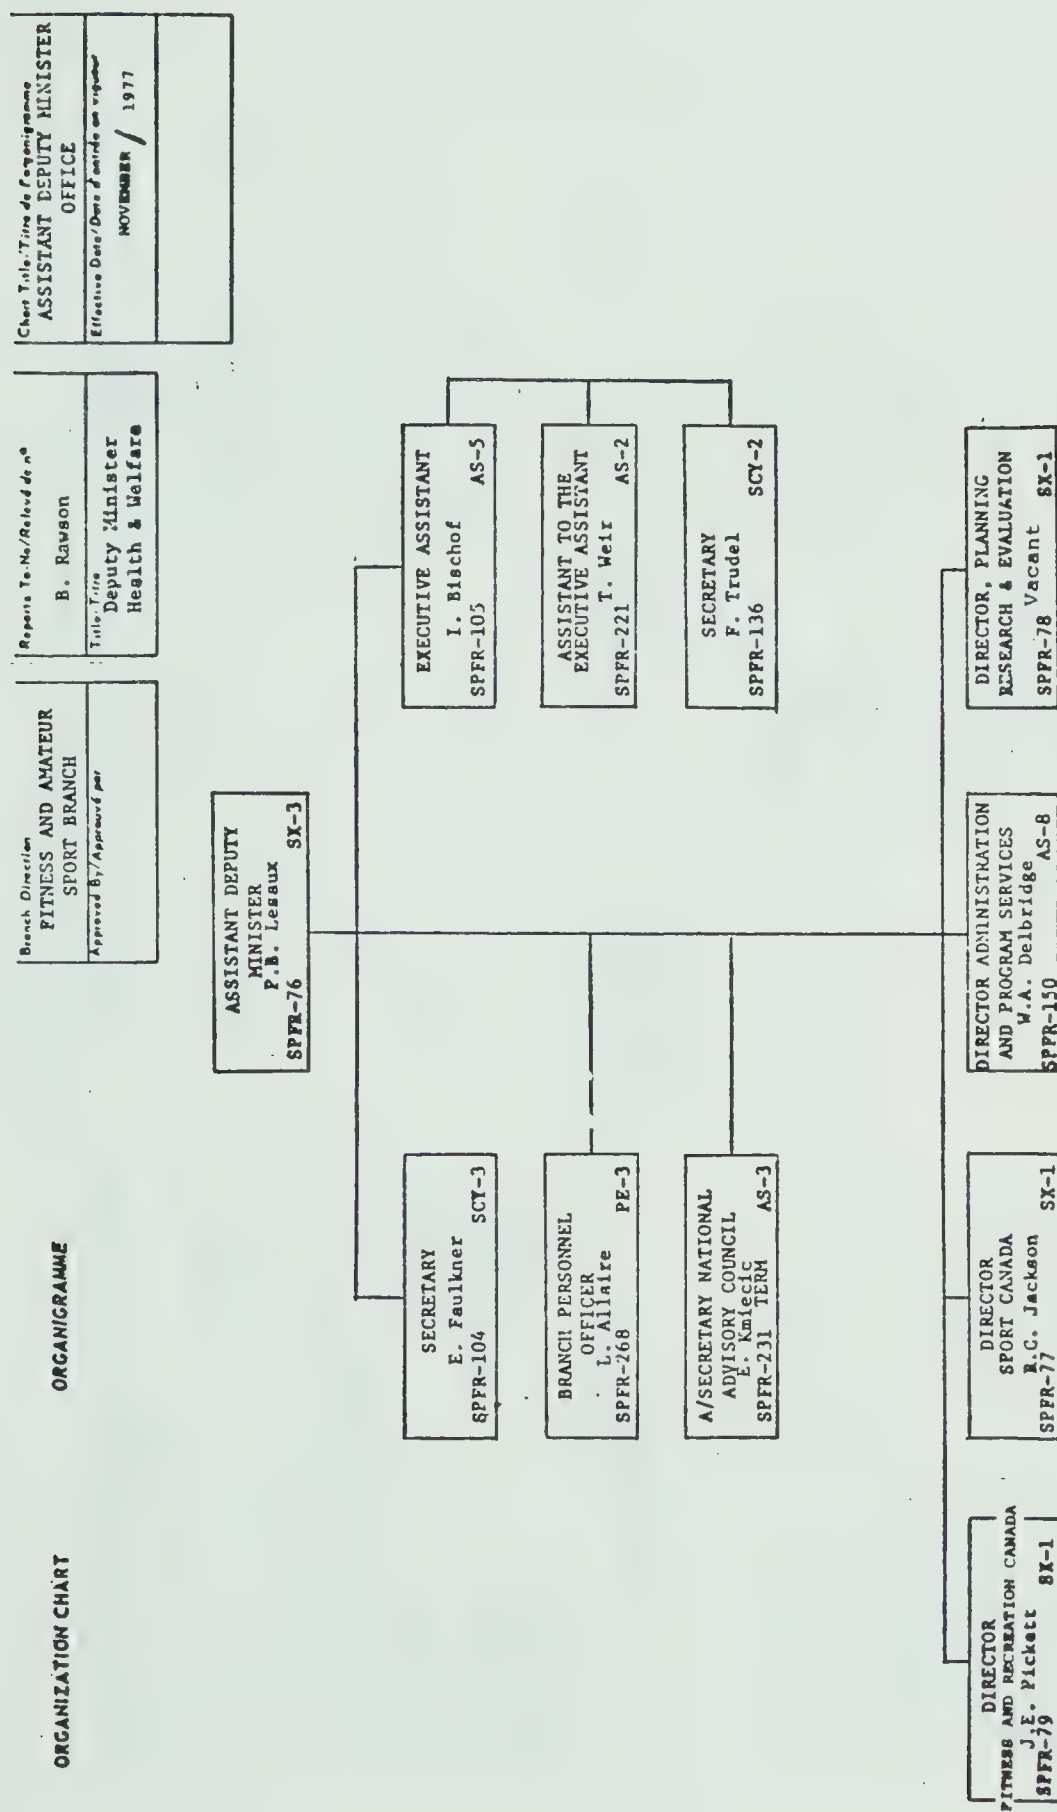 ORGANIZATION CHART
ORGANIGRAMME
Branch Direction
FITNESS AND AMATEUR
SPORT BRANCH
Approved By/Approuvé par
Reports To-No/Relevé de nº
B. Rawson
Title/Titre
Deputy Minister
Health & Welfare
Chart Title/Titre de l'organigramme
ASSISTANT DEPUTY MINISTER
OFFICE
Effective Date/Date d'entrée en vigueur
NOVEMBER / 1977
ASSISTANT DEPUTY
MINISTER
P.B. Lesaux
SPFR-76 SX-3
SECRETARY
E. Faulkner
SPFR-104 SCY-3
EXECUTIVE ASSISTANT
I. Bischof
SPFR-105 AS-5
BRANCH PERSONNEL
OFFICER
L. Allaire
SPFR-268 PE-3
ASSISTANT TO THE
EXECUTIVE ASSISTANT
T. Weir
SPFR-221 AS-2
A/SECRETARY NATIONAL
ADVISORY COUNCIL
E. Kmiecic
SPFR-231 TERM AS-3
SECRETARY
F. Trudel
SPFR-136 SCY-2
DIRECTOR
FITNESS AND RECREATION CANADA
J.E. Pickett
SPFR-79 SX-1
DIRECTOR
SPORT CANADA
R.C. Jackson
SPFR-77 SX-1
DIRECTOR ADMINISTRATION
AND PROGRAM SERVICES
W.A. Delbridge
SPFR-150 AS-8
DIRECTOR, PLANNING
RESEARCH & EVALUATION
Vacant
SPFR-78 SX-1